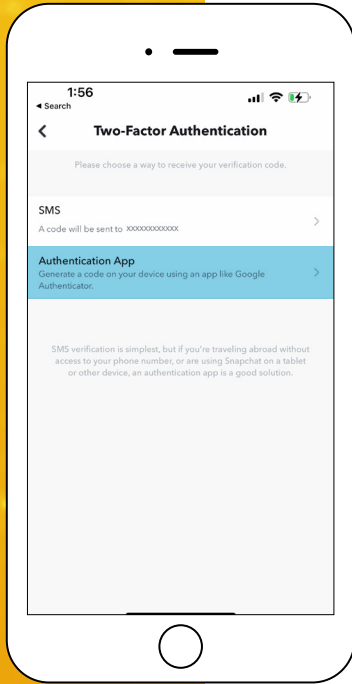 1:56
◄ Search
Two-Factor Authentication
Please choose a way to receive your verification code.
SMS
A code will be sent to xxxxxxxxxxxx
Authentication App
Generate a code on your device using an app like Google
Authenticator.
SMS verification is simplest, but if you're traveling abroad without
access to your phone number, or are using Snapchat on a tablet
or other device, an authentication app is a good solution.